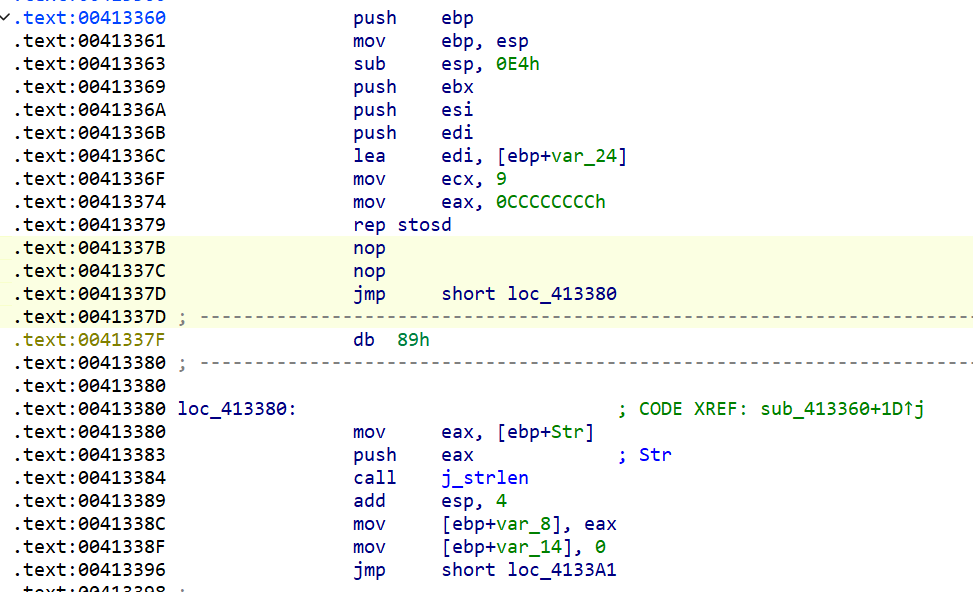 .text:00413360 push ebp
.text:00413361 mov ebp, esp
.text:00413363 sub esp, 0E4h
.text:00413369 push ebx
.text:0041336A push esi
.text:0041336B push edi
.text:0041336C lea edi, [ebp+var_24]
.text:0041336F mov ecx, 9
.text:00413374 mov eax, 0CCCCCCCCh
.text:00413379 rep stosd
.text:0041337B nop
.text:0041337C nop
.text:0041337D jmp short loc_413380
.text:0041337D ; ---------------------------------------------------------------------------
.text:0041337F db 89h
.text:00413380 ; ---------------------------------------------------------------------------
.text:00413380
.text:00413380 loc_413380: ; CODE XREF: sub_413360+1D↑j
.text:00413380 mov eax, [ebp+Str]
.text:00413383 push eax ; Str
.text:00413384 call j_strlen
.text:00413389 add esp, 4
.text:0041338C mov [ebp+var_8], eax
.text:0041338F mov [ebp+var_14], 0
.text:00413396 jmp short loc_4133A1
.text:00413398 ;